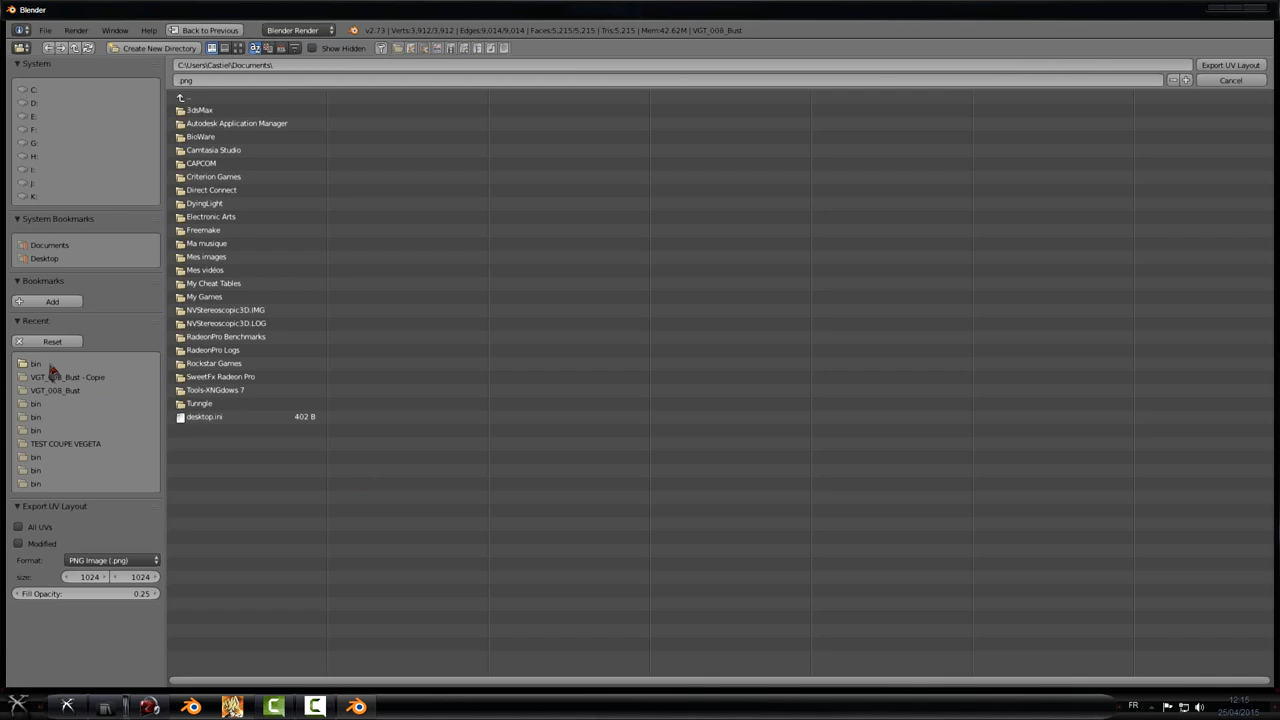 Blender
File Render Window Help Back to Previous Blender Render v2.73 | Verts:3,912/3,912 | Edges:9,014/9,014 | Faces:5,215/5,215 | Tris:5,215 | Mem:42.62M | VGT_008_Bust
Create New Directory Show Hidden
System
C:\Users\Castiel\Documents\
Export UV Layout
.png
Cancel
C:
D:
E:
F:
G:
H:
I:
J:
K:
System Bookmarks
Documents
Desktop
Bookmarks
Add
Recent
Reset
bin
VGT_008_Bust - Copie
VGT_008_Bust
bin
bin
bin
TEST COUPE VEGETA
bin
bin
bin
Export UV Layout
All UVs
Modified
Format: PNG Image (.png)
size: 1024 1024
Fill Opacity: 0.25
..
3dsMax
Autodesk Application Manager
BioWare
Camtasia Studio
CAPCOM
Criterion Games
Direct Connect
DyingLight
Electronic Arts
Freemake
Ma musique
Mes images
Mes vidéos
My Cheat Tables
My Games
NVStereoscopic3D.IMG
NVStereoscopic3D.LOG
RadeonPro Benchmarks
RadeonPro Logs
Rockstar Games
SweetFx Radeon Pro
Tools-XNGdows 7
Tunngle
desktop.ini 402 B
FR
12:15
25/04/2015